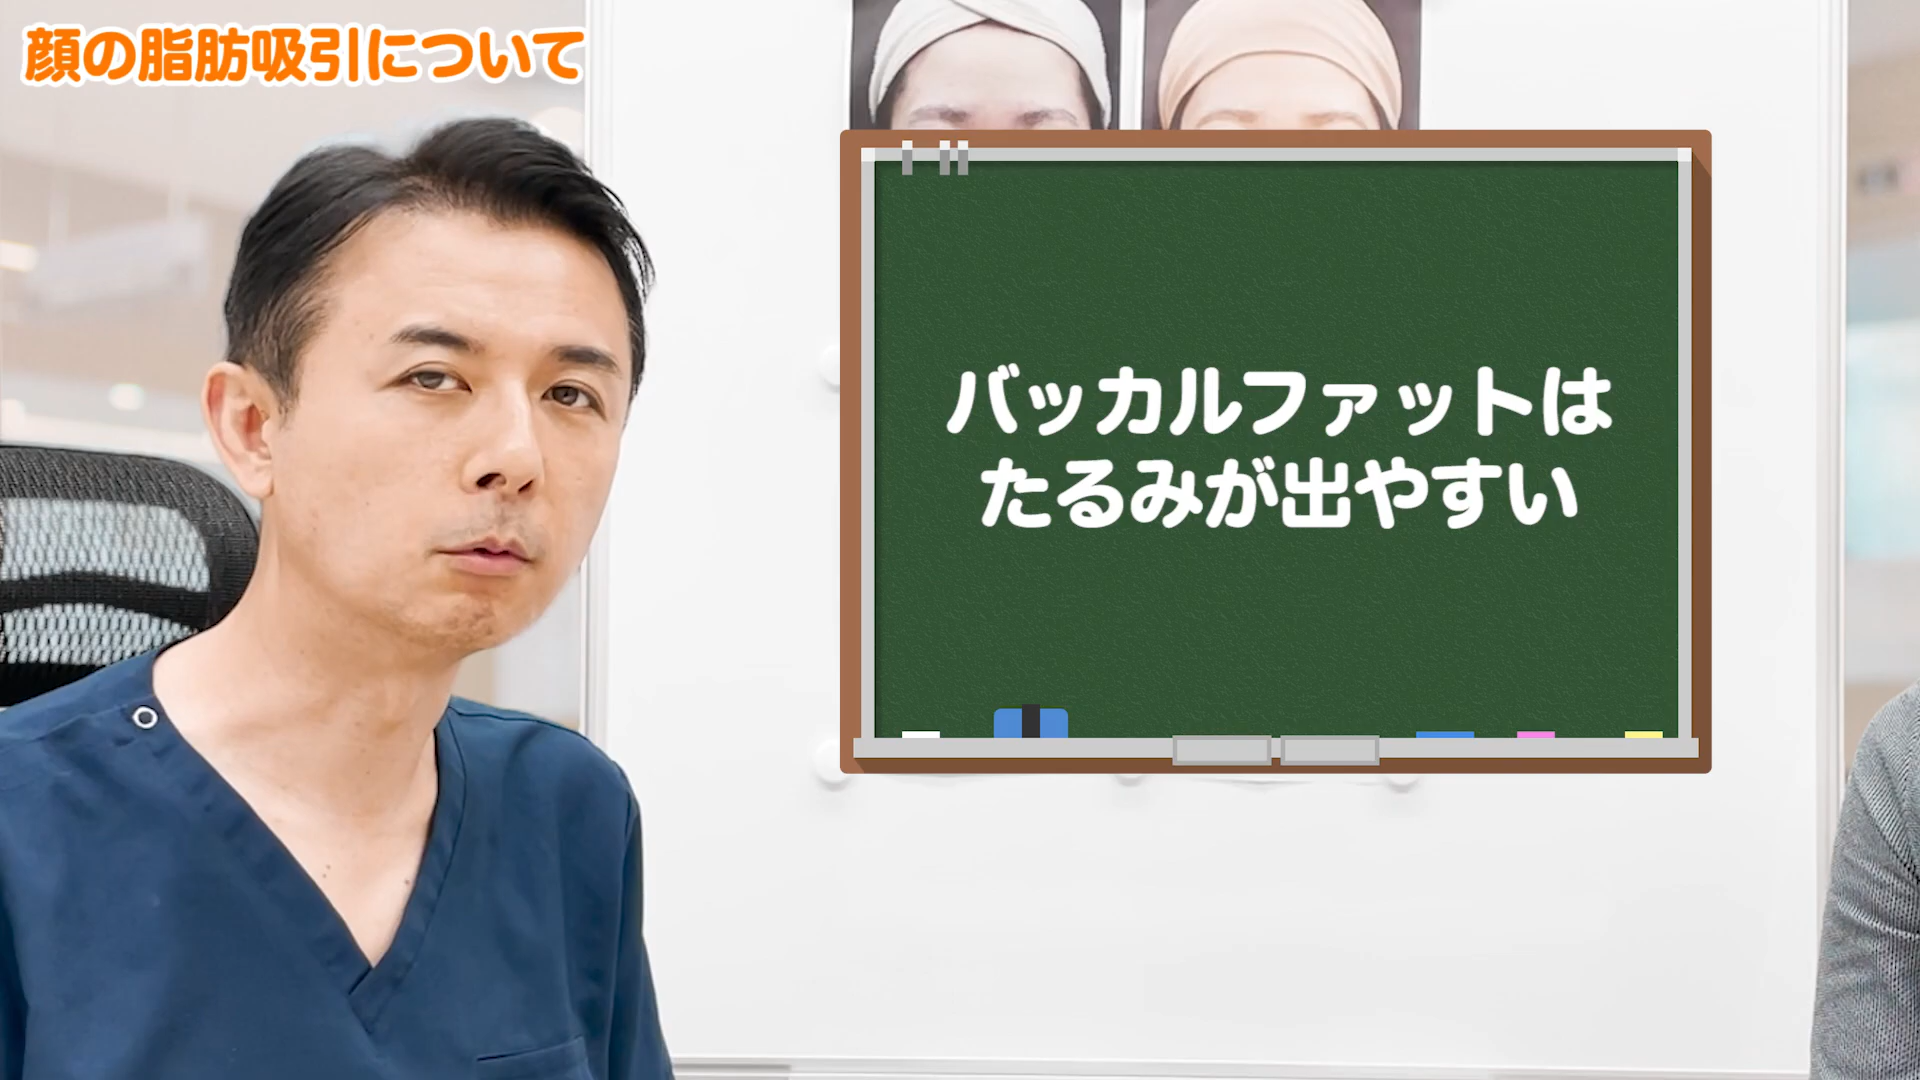 顔の脂肪吸引について
バッカルファットは
たるみが出やすい